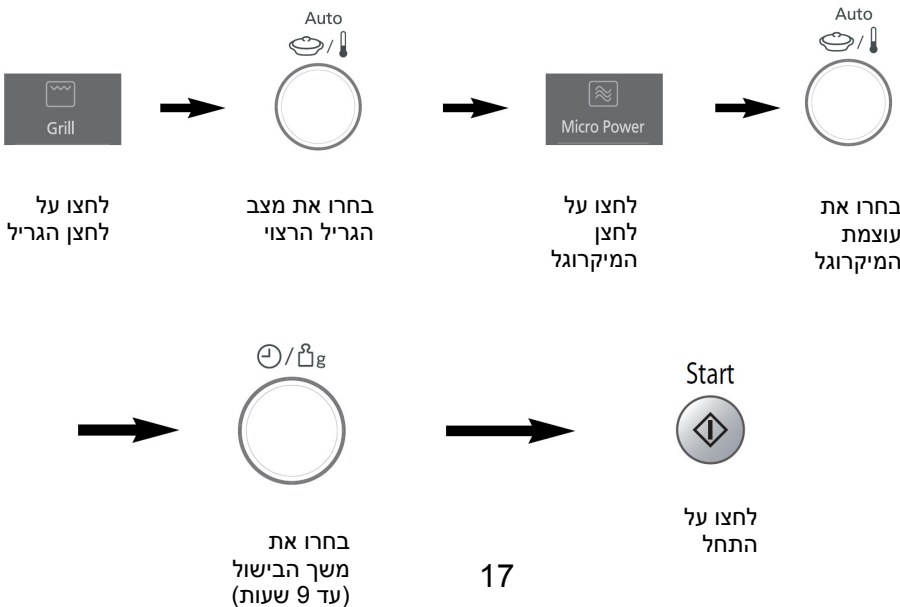 Auto
/
Grill
Auto
/
Micro Power
לחצו על
לחצן הגריל
בחרו את מצב
הגריל הרצוי
לחצו על
לחצן
המיקרוגל
בחרו את
עוצמת
המיקרוגל
/ g
Start
בחרו את
משך הבישול
(עד 9 שעות)
לחצו על
התחל
17